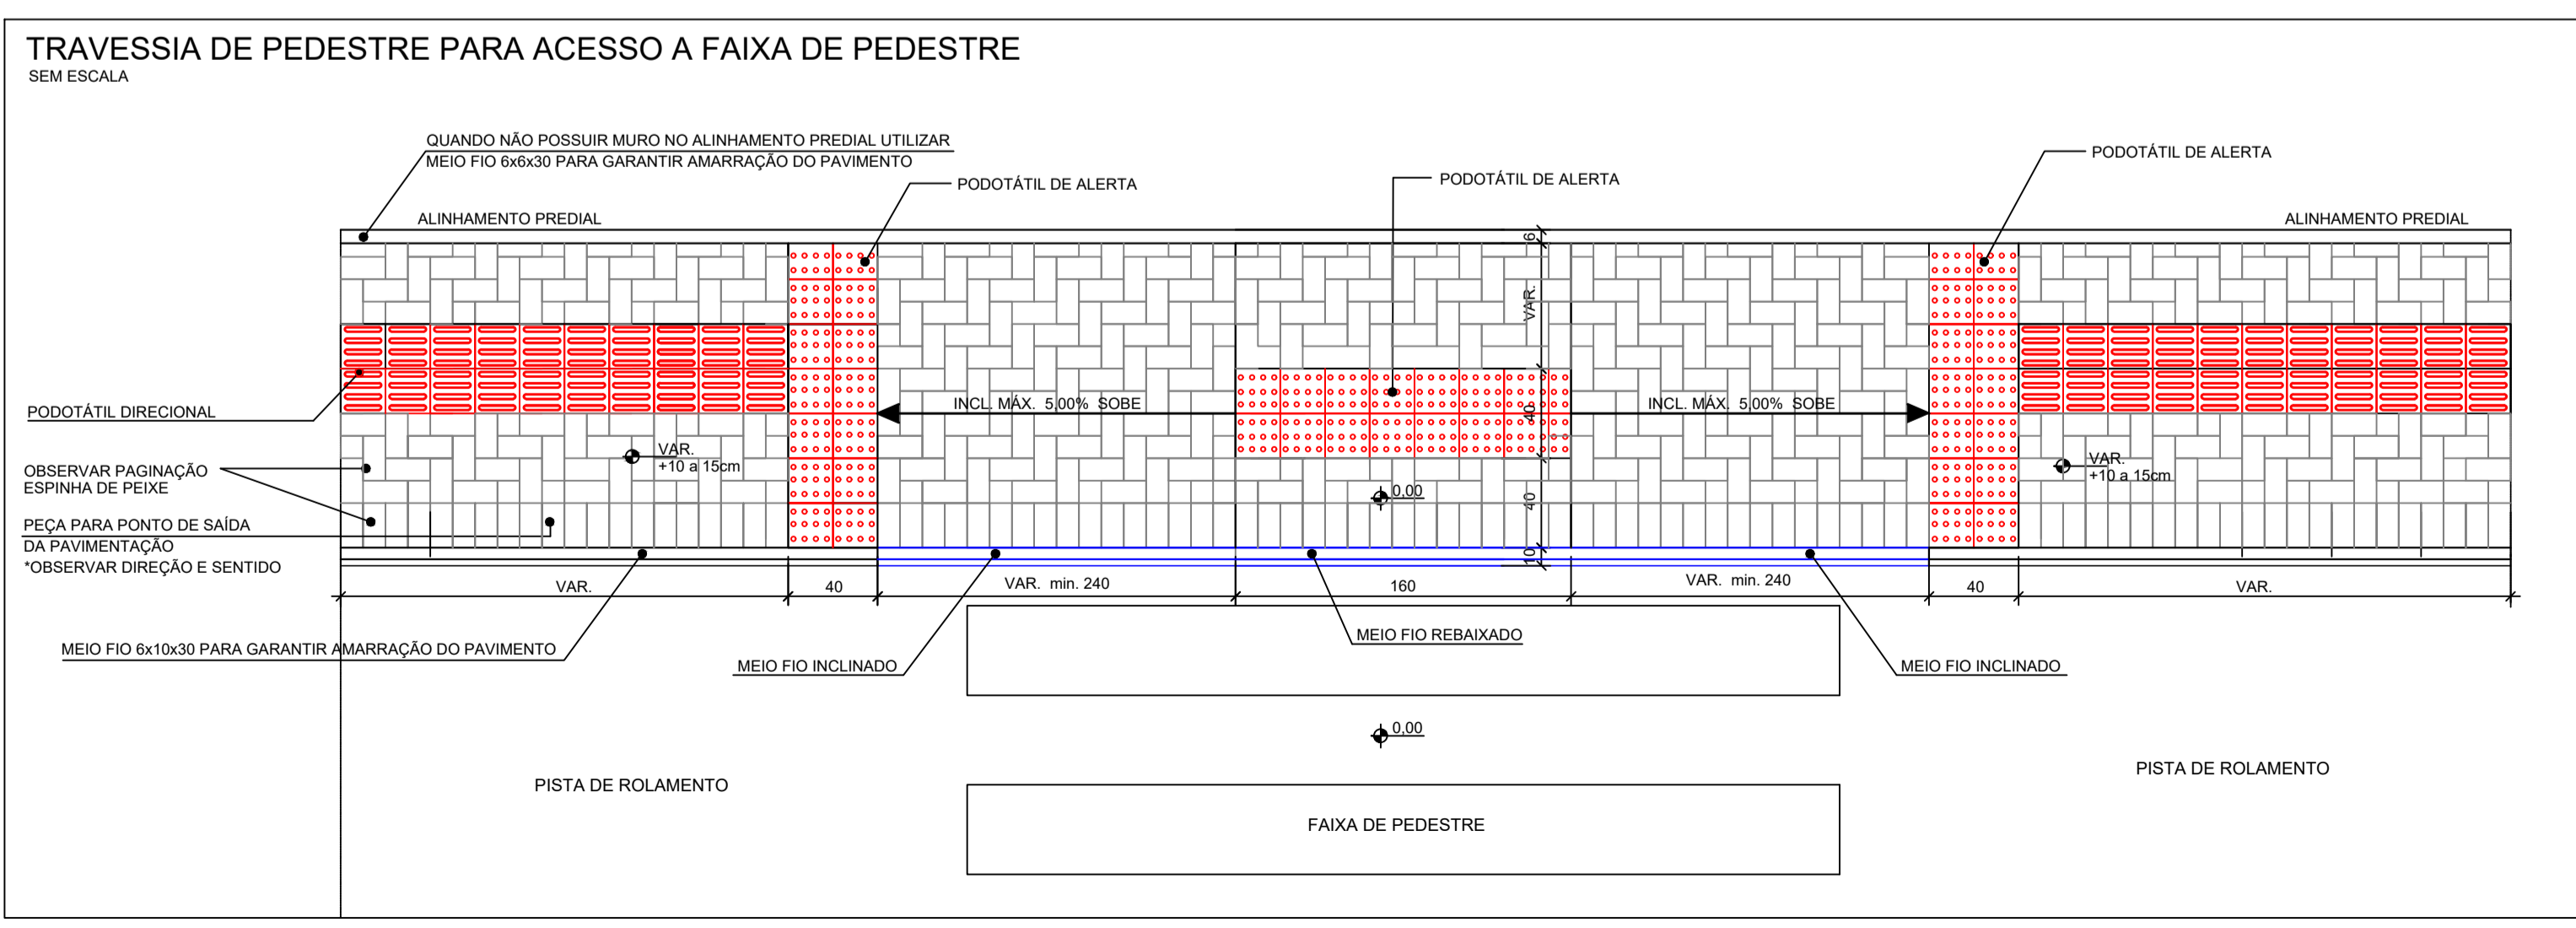 TRAVESSIA DE PEDESTRE PARA ACESSO A FAIXA DE PEDESTRE
SEM ESCALA
QUANDO NÃO POSSUIR MURO NO ALINHAMENTO PREDIAL UTILIZAR
MEIO FIO 6x6x30 PARA GARANTIR AMARRAÇÃO DO PAVIMENTO
PODOTÁTIL DE ALERTA
PODOTÁTIL DE ALERTA
PODOTÁTIL DE ALERTA
ALINHAMENTO PREDIAL
ALINHAMENTO PREDIAL
6
VAR.
40
40
10
PODOTÁTIL DIRECIONAL
INCL. MÁX. 5,00% SOBE
INCL. MÁX. 5,00% SOBE
OBSERVAR PAGINAÇÃO
ESPINHA DE PEIXE
VAR.
+10 a 15cm
0,00
VAR.
+10 a 15cm
PEÇA PARA PONTO DE SAÍDA
DA PAVIMENTAÇÃO
*OBSERVAR DIREÇÃO E SENTIDO
VAR.
40
VAR. min. 240
160
VAR. min. 240
40
VAR.
MEIO FIO 6x10x30 PARA GARANTIR AMARRAÇÃO DO PAVIMENTO
MEIO FIO INCLINADO
MEIO FIO REBAIXADO
MEIO FIO INCLINADO
0,00
PISTA DE ROLAMENTO
PISTA DE ROLAMENTO
FAIXA DE PEDESTRE